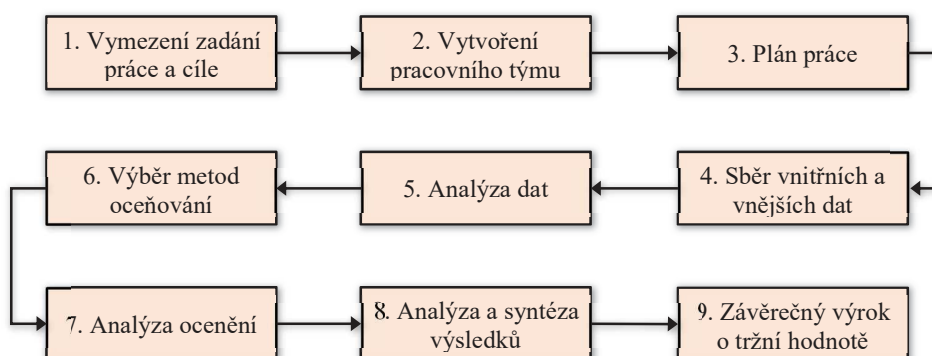 1. Vymezení zadání
práce a cíle
2. Vytvoření
pracovního týmu
3. Plán práce
4. Sběr vnitřních a
vnějších dat
5. Analýza dat
6. Výběr metod
oceňování
7. Analýza ocenění
8. Analýza a syntéza
výsledků
9. Závěrečný výrok
o tržní hodnotě